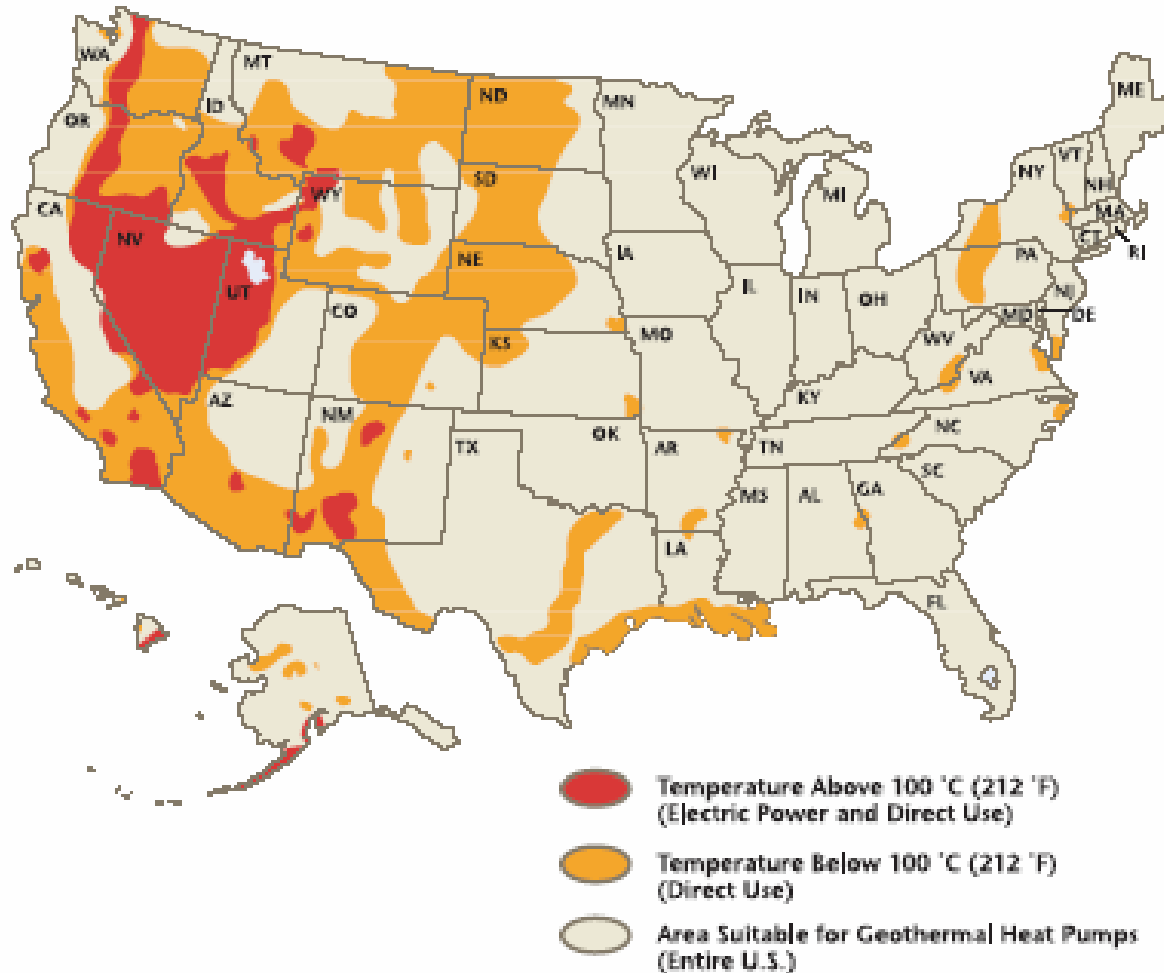 WA
MT
ND
MN
ME
ID
OR
VT
NY
WI
SD
MI
NH
WY
CA
MA
NV
CT
RI
NE
IA
PA
UT
IL
IN
OH
NJ
CO
MD
DE
MO
KS
WV
VA
KY
AZ
NM
NC
OK
TX
AR
TN
SC
MS
AL
GA
LA
FL
Temperature Above 100 °C (212 °F)
(Electric Power and Direct Use)
Temperature Below 100 °C (212 °F)
(Direct Use)
Area Suitable for Geothermal Heat Pumps
(Entire U.S.)